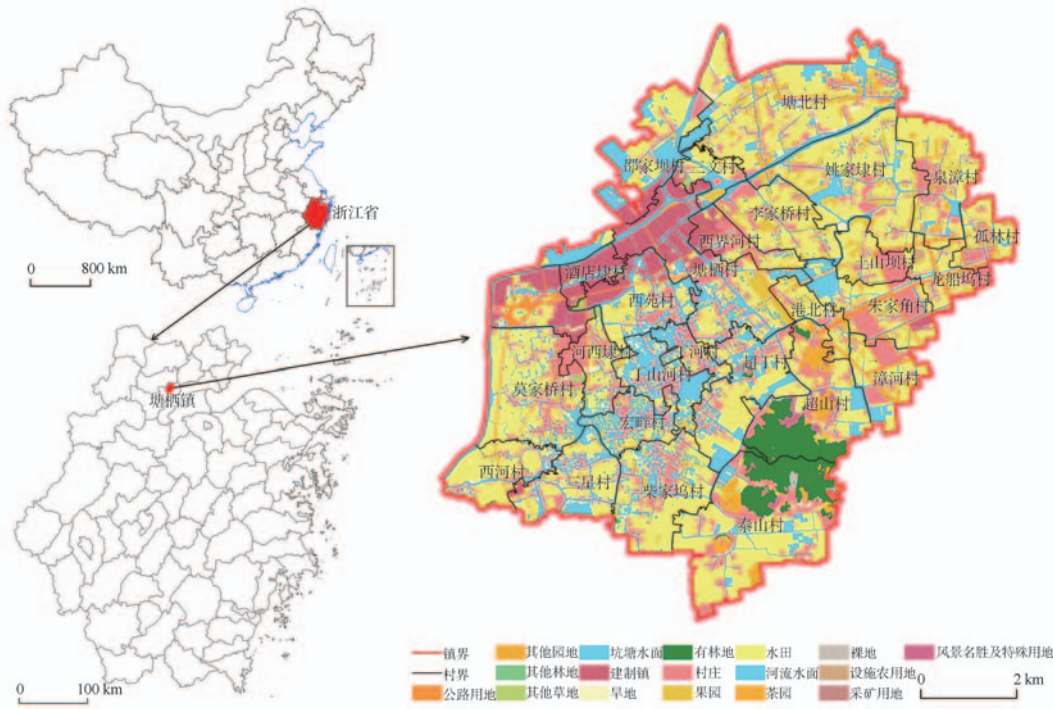 浙江省
0 800 km
塘栖镇
0 100 km
塘北村
邵家坝村
三文村
姚家埭村
泉漳村
李家桥村
西界河村
孤林村
塘栖村
土山坝村
龙船坞村
酒店埭村
西苑村
港北村
朱家角村
河西埭村
丁河村
超丁村
丁山河村
莫家桥村
漳河村
超山村
宏畔村
西河村
三星村
柴家坞村
泰山村
镇界 其他园地 坑塘水面 有林地 水田 裸地 风景名胜及特殊用地
村界 其他林地 建制镇 村庄 河流水面 设施农用地
公路用地 其他草地 旱地 果园 茶园 采矿用地
0 2 km